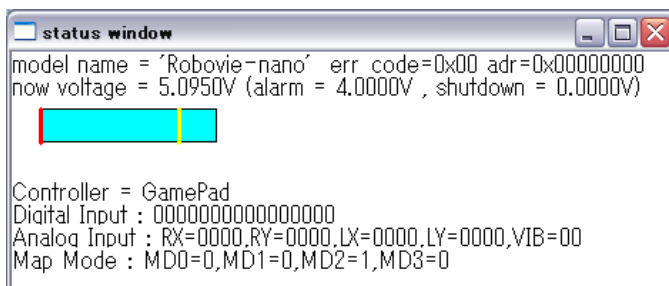 status window
model name = 'Robovie-nano'  err code=0x00 adr=0x00000000
now voltage = 5.0950V (alarm = 4.0000V , shutdown = 0.0000V)
Controller = GamePad
Digital Input : 0000000000000000
Analog Input : RX=0000,RY=0000,LX=0000,LY=0000,VIB=00
Map Mode : MD0=0,MD1=0,MD2=1,MD3=0